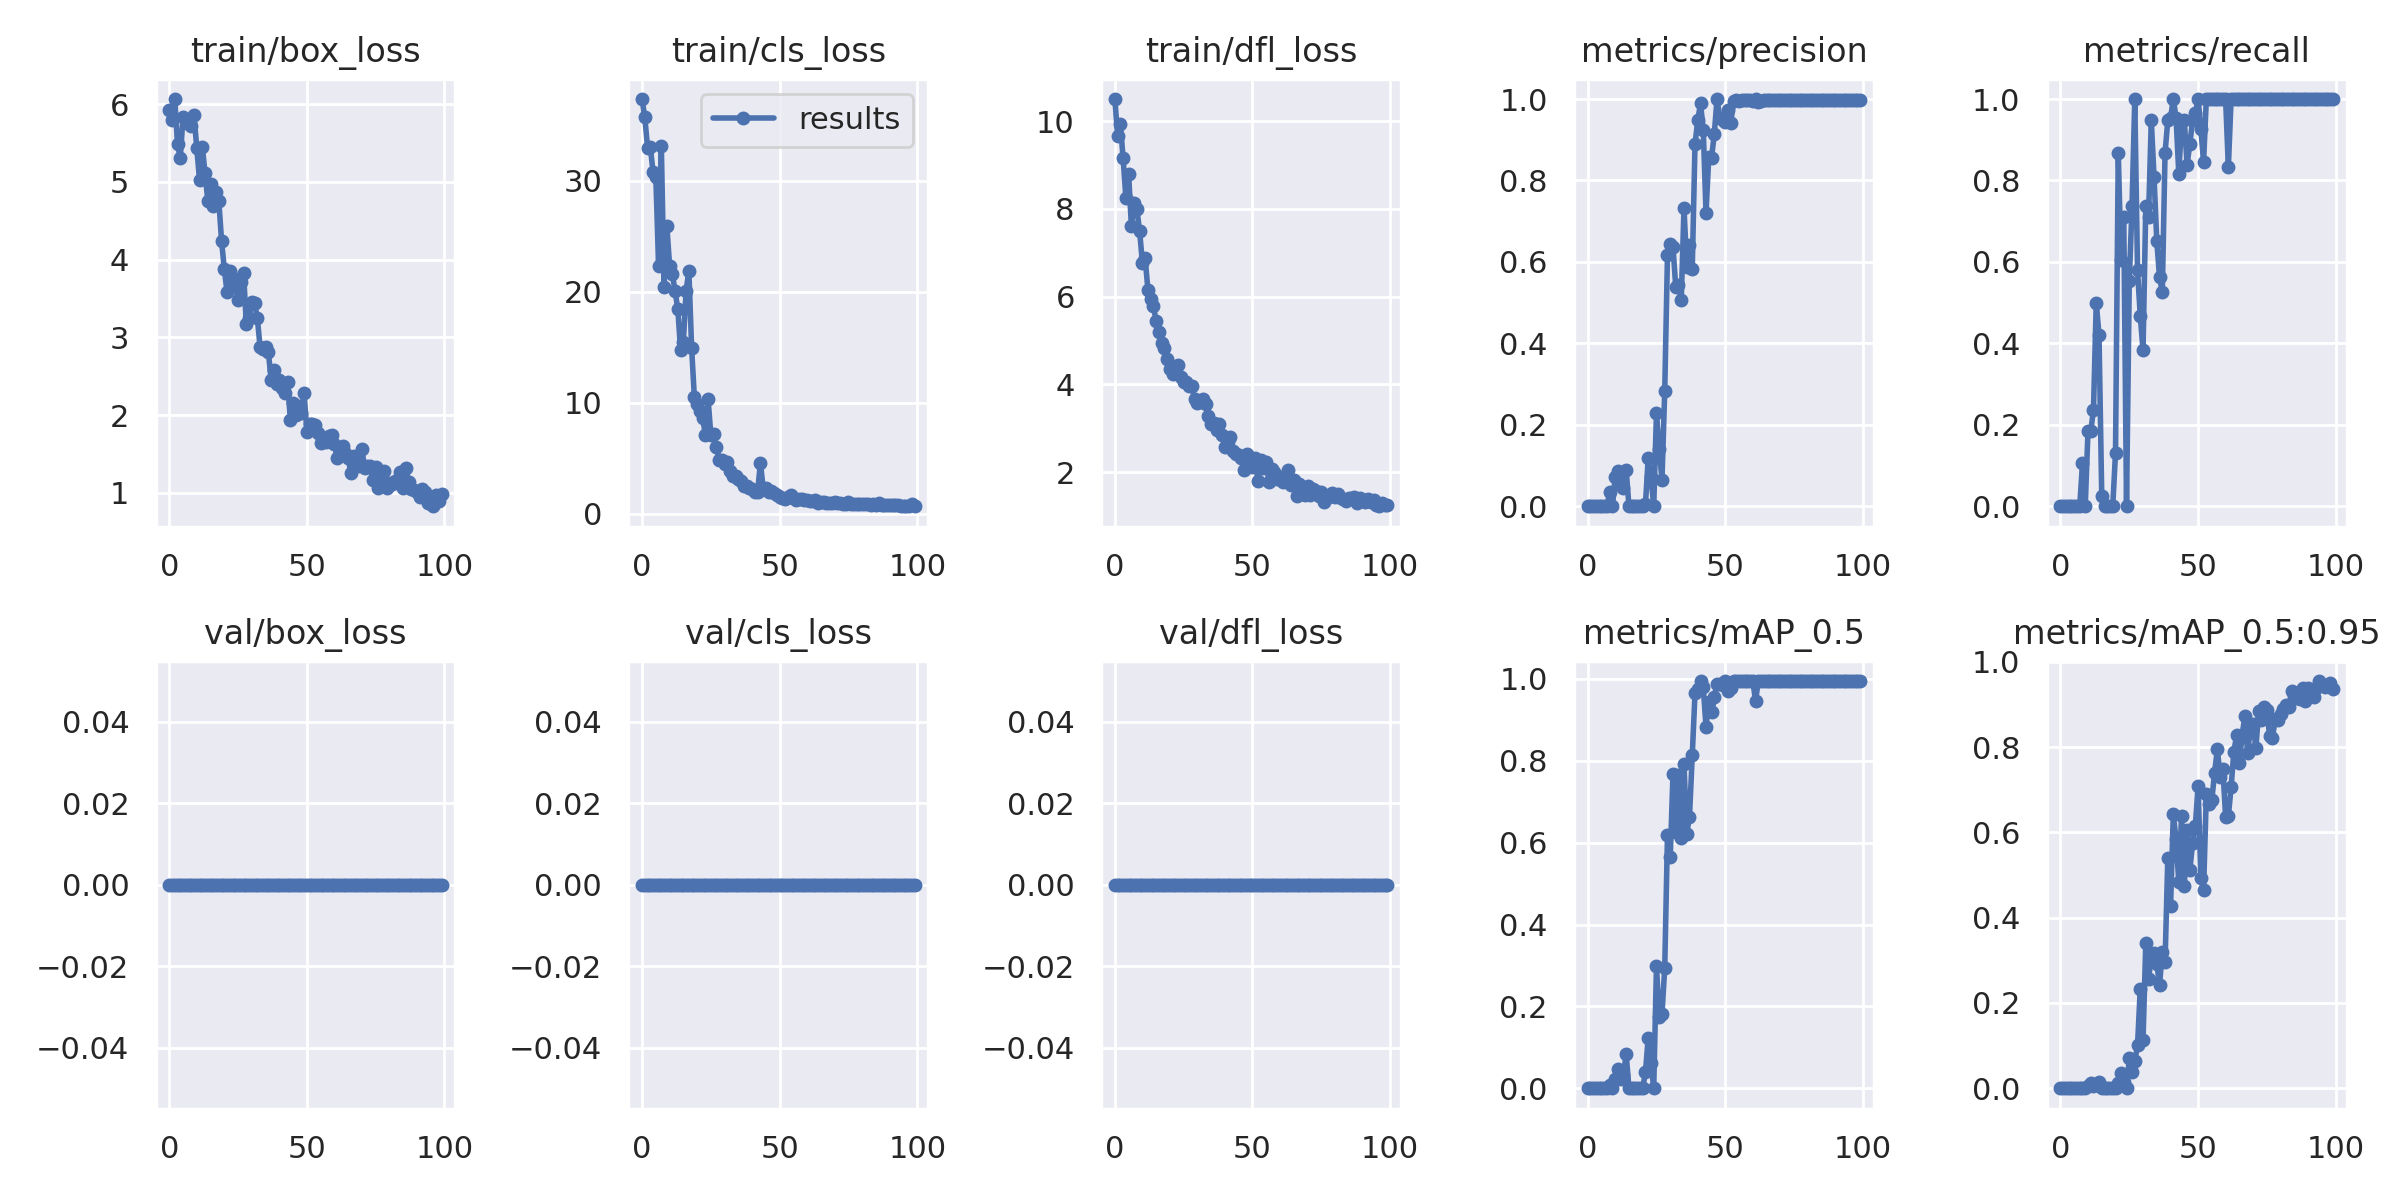 train/box_loss
6
5
4
3
2
1
0 50 100
train/cls_loss
results
30
20
10
0
0 50 100
train/dfl_loss
10
8
6
4
2
0 50 100
metrics/precision
1.0
0.8
0.6
0.4
0.2
0.0
0 50 100
metrics/recall
1.0
0.8
0.6
0.4
0.2
0.0
0 50 100
val/box_loss
0.04
0.02
0.00
−0.02
−0.04
0 50 100
val/cls_loss
0.04
0.02
0.00
−0.02
−0.04
0 50 100
val/dfl_loss
0.04
0.02
0.00
−0.02
−0.04
0 50 100
metrics/mAP_0.5
1.0
0.8
0.6
0.4
0.2
0.0
0 50 100
metrics/mAP_0.5:0.95
1.0
0.8
0.6
0.4
0.2
0.0
0 50 100